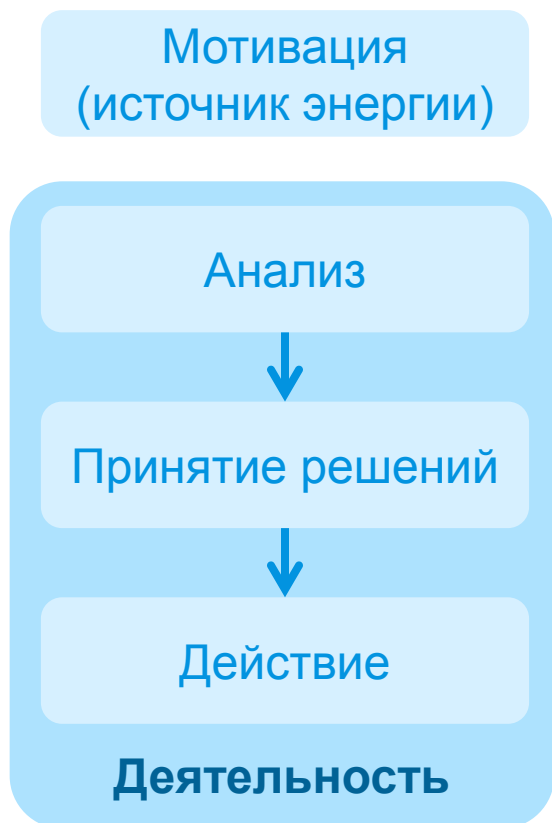 Мотивация
(источник энергии)
Анализ
Принятие решений
Действие
Деятельность